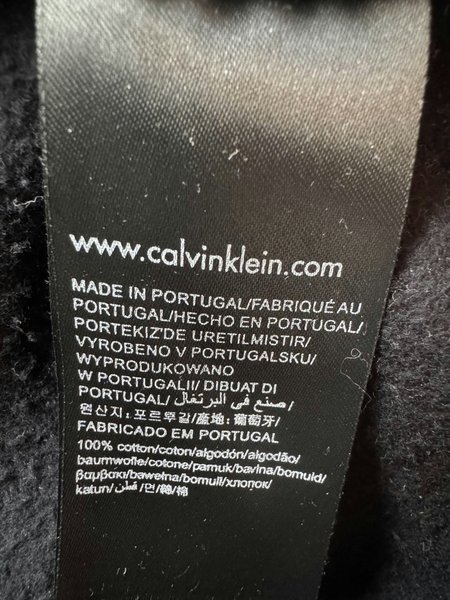 www.calvinklein.com
MADE IN PORTUGAL/FABRIQUÉ AU
PORTUGAL/HECHO EN PORTUGAL/
PORTEKIZ'DE URETILMISTIR/
VYROBENO V PORTUGALSKU/
WYPRODUKOWANO
W PORTUGALII/ DIBUAT DI
PORTUGAL/ صنع في البرتغال/
원산지: 포르뚜갈/產地: 葡萄牙/
FABRICADO EM PORTUGAL
100% cotton/coton/algodón/algodão/
baumwolle/cotone/pamuk/bavlna/bomuld/
βαμβακι/bawełna/bomull/хлопок/
katun/قطن/면/棉/棉